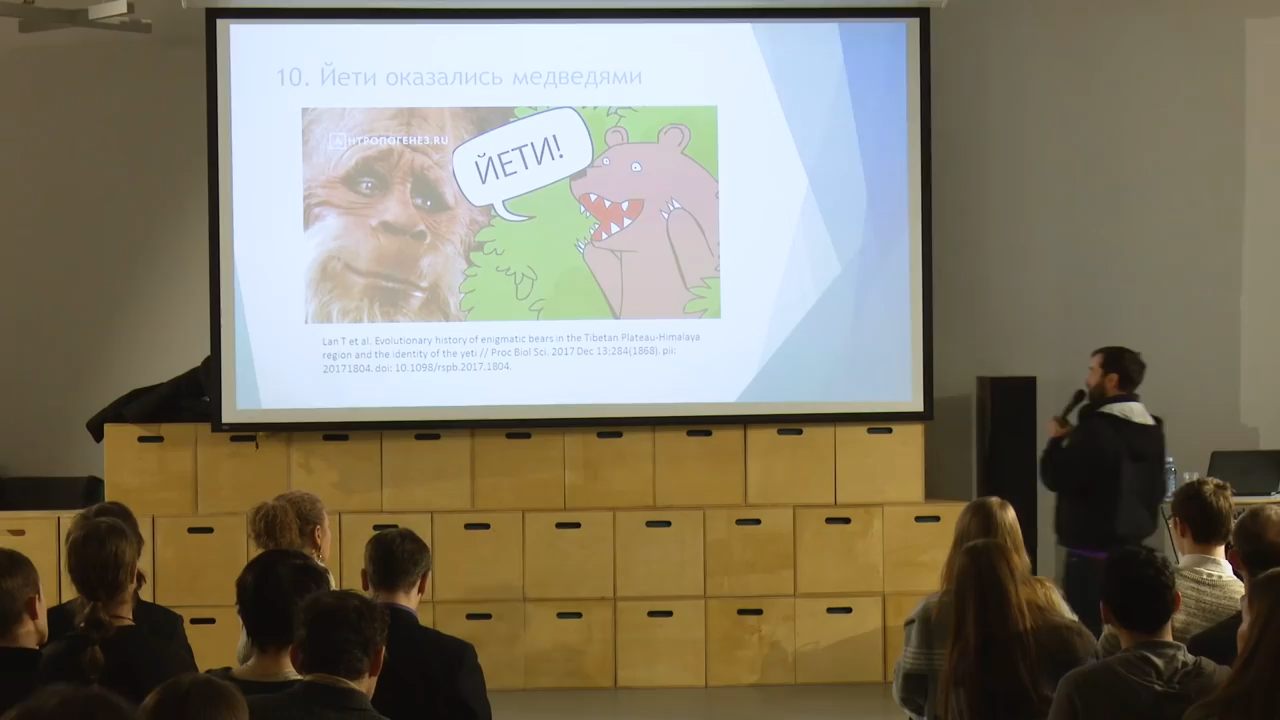 10. Йети оказались медведями
АНТРОПОГЕНЕЗ.RU
ЙЕТИ!
Lan T et al. Evolutionary history of enigmatic bears in the Tibetan Plateau-Himalaya
region and the identity of the yeti // Proc Biol Sci. 2017 Dec 13;284(1868). pii:
20171804. doi: 10.1098/rspb.2017.1804.